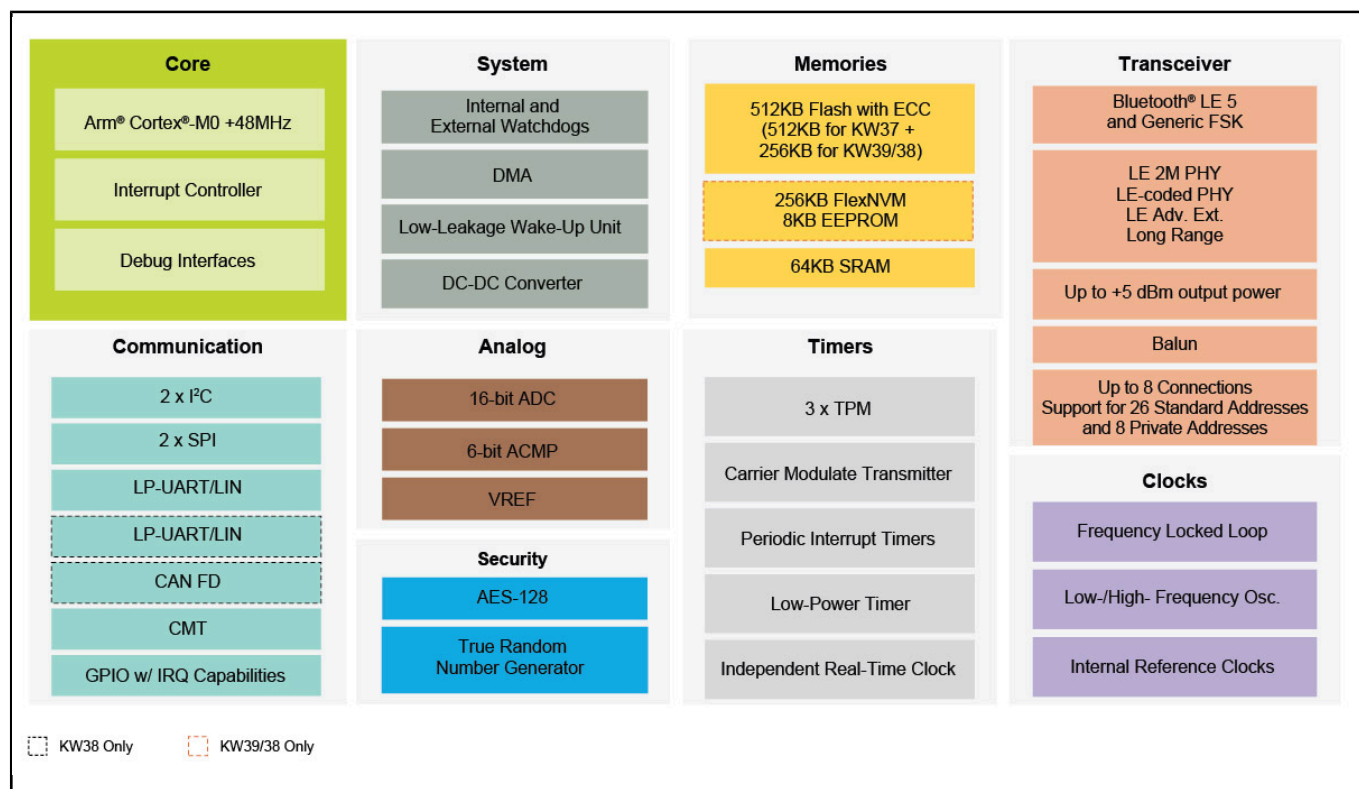 Core
Arm® Cortex®-M0 +48MHz
Interrupt Controller
Debug Interfaces
System
Internal and
External Watchdogs
DMA
Low-Leakage Wake-Up Unit
DC-DC Converter
Memories
512KB Flash with ECC
(512KB for KW37 +
256KB for KW39/38)
256KB FlexNVM
8KB EEPROM
64KB SRAM
Transceiver
Bluetooth® LE 5
and Generic FSK
LE 2M PHY
LE-coded PHY
LE Adv. Ext.
Long Range
Up to +5 dBm output power
Balun
Up to 8 Connections
Support for 26 Standard Addresses
and 8 Private Addresses
Communication
2 x I²C
2 x SPI
LP-UART/LIN
LP-UART/LIN
CAN FD
CMT
GPIO w/ IRQ Capabilities
Analog
16-bit ADC
6-bit ACMP
VREF
Security
AES-128
True Random
Number Generator
Timers
3 x TPM
Carrier Modulate Transmitter
Periodic Interrupt Timers
Low-Power Timer
Independent Real-Time Clock
Clocks
Frequency Locked Loop
Low-/High- Frequency Osc.
Internal Reference Clocks
KW38 Only
KW39/38 Only